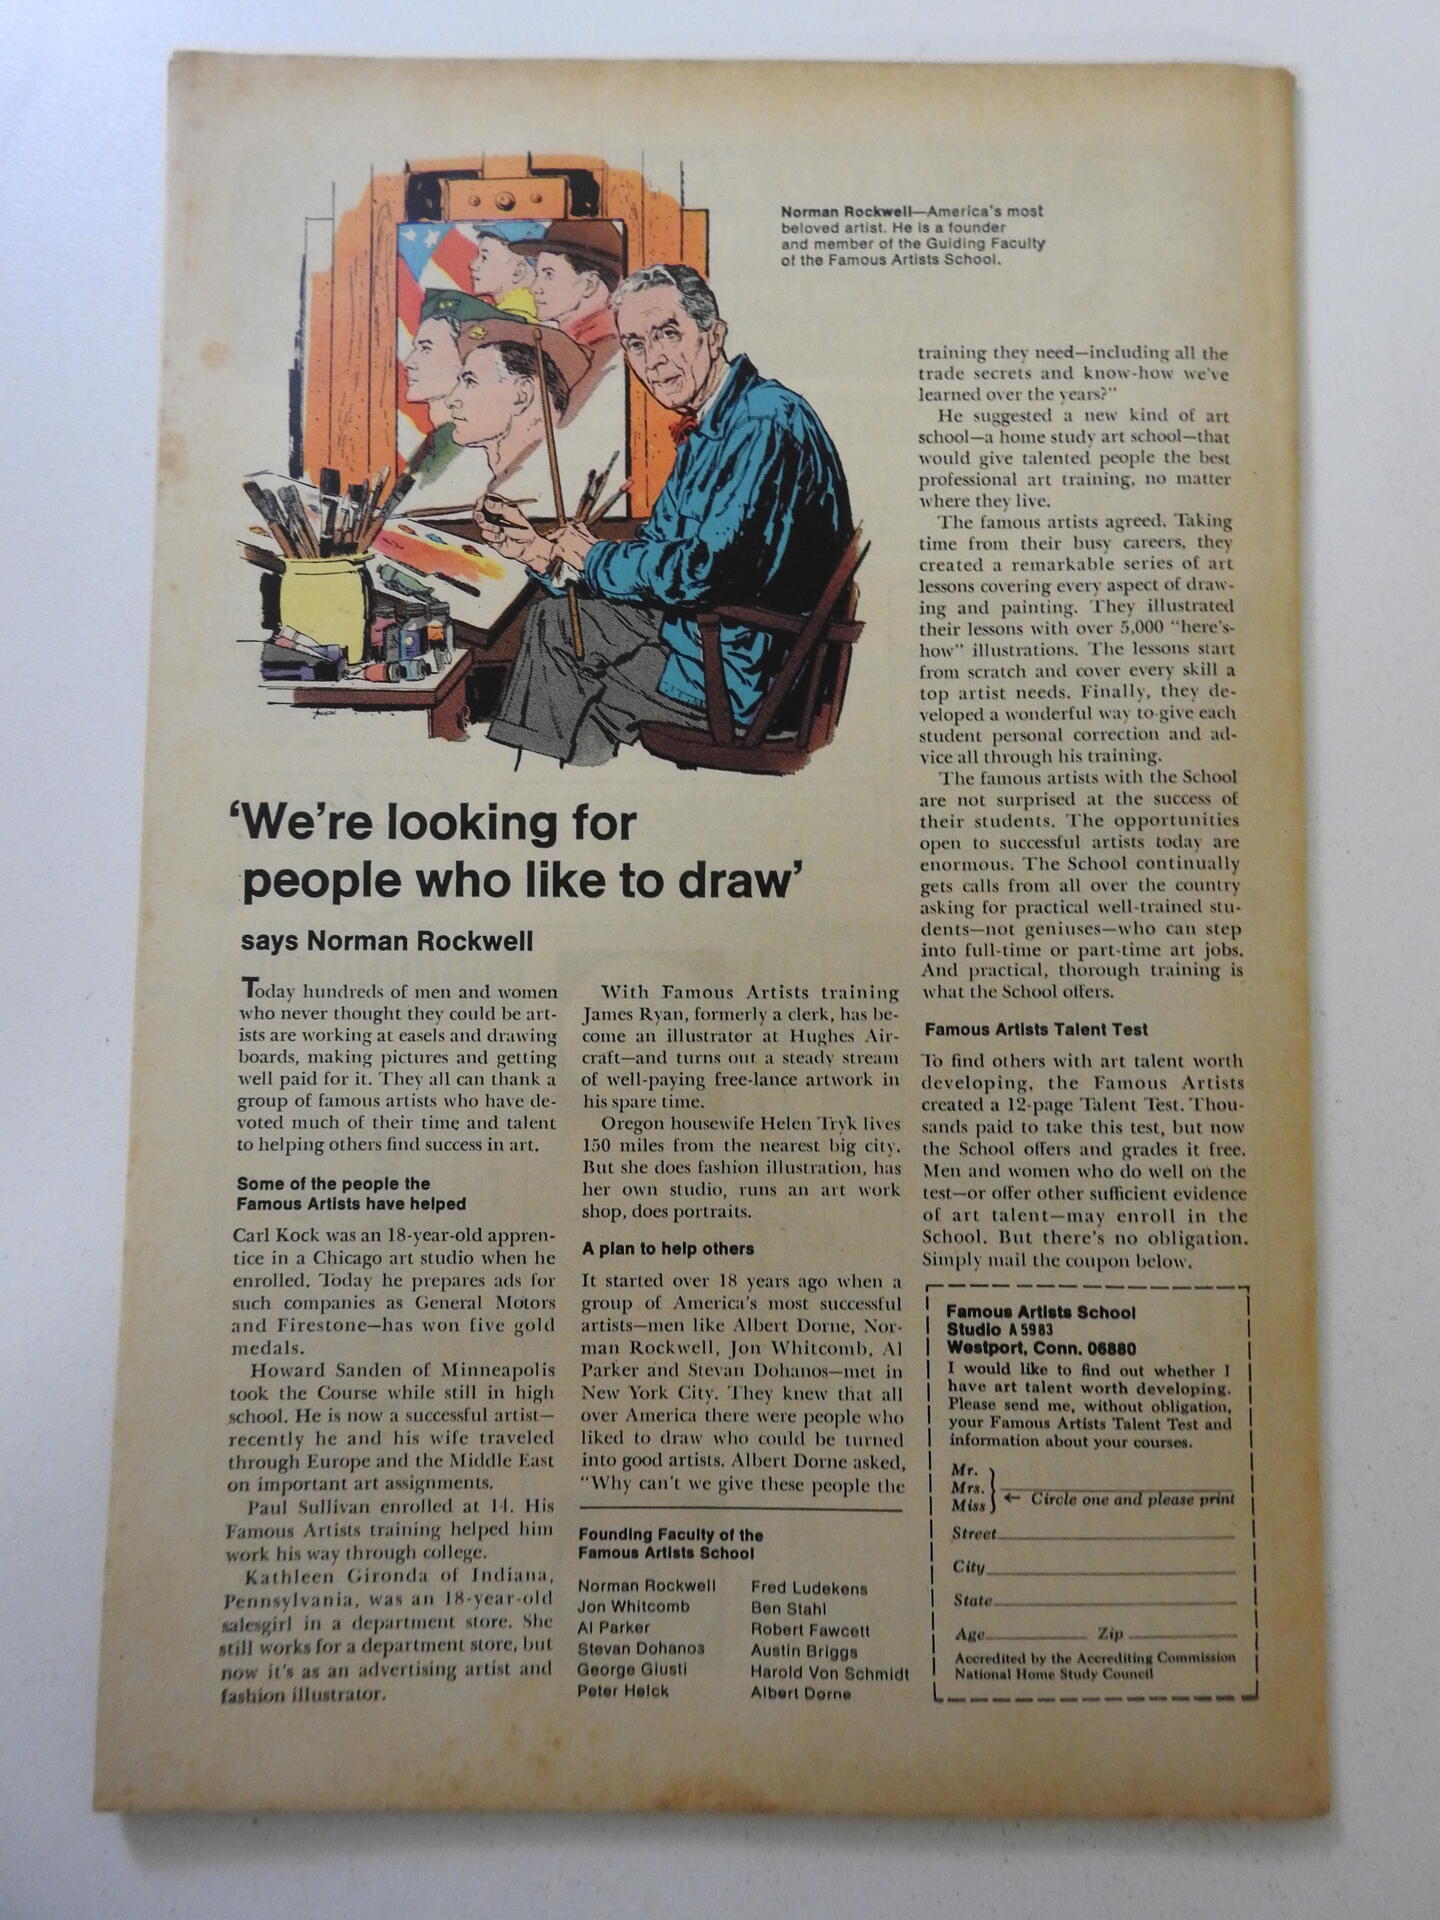 Norman Rockwell—America's most
beloved artist. He is a founder
and member of the Guiding Faculty
of the Famous Artists School.
'We're looking for
people who like to draw'
says Norman Rockwell
Today hundreds of men and women
who never thought they could be art-
ists are working at easels and drawing
boards, making pictures and getting
well paid for it. They all can thank a
group of famous artists who have de-
voted much of their time and talent
to helping others find success in art.
Some of the people the
Famous Artists have helped
Carl Kock was an 18-year-old appren-
tice in a Chicago art studio when he
enrolled. Today he prepares ads for
such companies as General Motors
and Firestone—has won five gold
medals.
Howard Sanden of Minneapolis
took the Course while still in high
school. He is now a successful artist—
recently he and his wife traveled
through Europe and the Middle East
on important art assignments.
Paul Sullivan enrolled at 14. His
Famous Artists training helped him
work his way through college.
Kathleen Gironda of Indiana,
Pennsylvania, was an 18-year-old
salesgirl in a department store. She
still works for a department store, but
now it's as an advertising artist and
fashion illustrator.
With Famous Artists training
James Ryan, formerly a clerk, has be-
come an illustrator at Hughes Air-
craft—and turns out a steady stream
of well-paying free-lance artwork in
his spare time.
Oregon housewife Helen Tryk lives
150 miles from the nearest big city.
But she does fashion illustration, has
her own studio, runs an art work
shop, does portraits.
A plan to help others
It started over 18 years ago when a
group of America's most successful
artists—men like Albert Dorne, Nor-
man Rockwell, Jon Whitcomb, Al
Parker and Stevan Dohanos—met in
New York City. They knew that all
over America there were people who
liked to draw who could be turned
into good artists. Albert Dorne asked,
"Why can't we give these people the
training they need—including all the
trade secrets and know-how we've
learned over the years?"
He suggested a new kind of art
school—a home study art school—that
would give talented people the best
professional art training, no matter
where they live.
The famous artists agreed. Taking
time from their busy careers, they
created a remarkable series of art
lessons covering every aspect of draw-
ing and painting. They illustrated
their lessons with over 5,000 "here's-
how" illustrations. The lessons start
from scratch and cover every skill a
top artist needs. Finally, they de-
veloped a wonderful way to give each
student personal correction and ad-
vice all through his training.
The famous artists with the School
are not surprised at the success of
their students. The opportunities
open to successful artists today are
enormous. The School continually
gets calls from all over the country
asking for practical well-trained stu-
dents—not geniuses—who can step
into full-time or part-time art jobs.
And practical, thorough training is
what the School offers.
Famous Artists Talent Test
To find others with art talent worth
developing, the Famous Artists
created a 12-page Talent Test. Thou-
sands paid to take this test, but now
the School offers and grades it free.
Men and women who do well on the
test—or offer other sufficient evidence
of art talent—may enroll in the
School. But there's no obligation.
Simply mail the coupon below.
Founding Faculty of the
Famous Artists School
Norman Rockwell
Jon Whitcomb
Al Parker
Stevan Dohanos
George Giusti
Peter Helck
Fred Ludekens
Ben Stahl
Robert Fawcett
Austin Briggs
Harold Von Schmidt
Albert Dorne
Famous Artists School
Studio A 5983
Westport, Conn. 06880
I would like to find out whether I
have art talent worth developing.
Please send me, without obligation,
your Famous Artists Talent Test and
information about your courses.
Mr.
Mrs.
Miss
← Circle one and please print
Street
City
State
Age Zip
Accredited by the Accrediting Commission
National Home Study Council